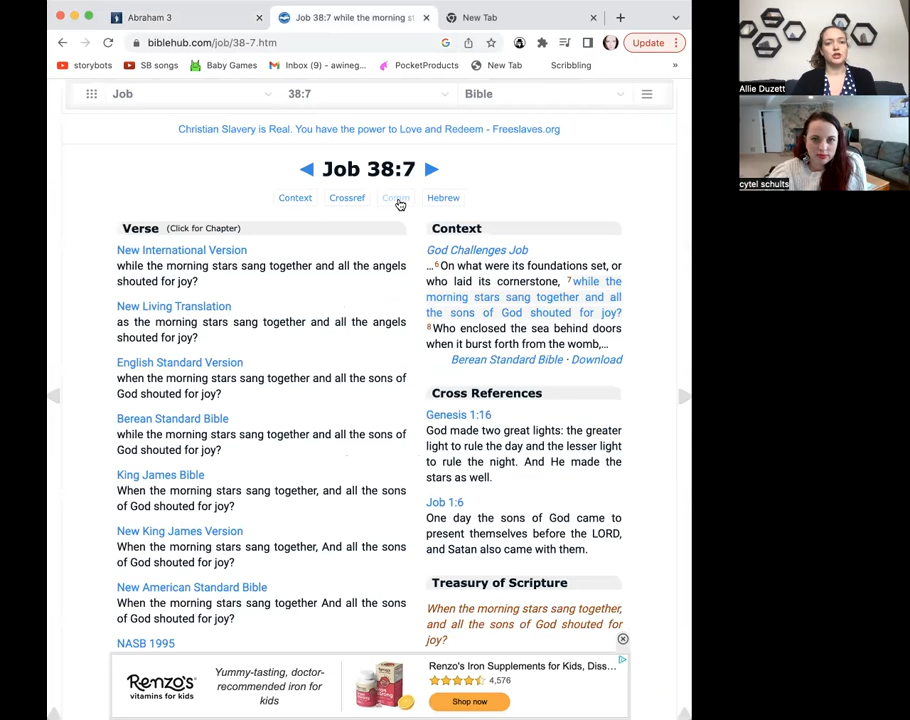 Abraham 3
Job 38:7 while the morning st
New Tab
biblehub.com/job/38-7.htm
Update
storybots
SB songs
Baby Games
Inbox (9) - awineg...
PocketProducts
New Tab
Scribbling
»
Job
38:7
Bible
Christian Slavery is Real. You have the power to Love and Redeem - Freeslaves.org
Job 38:7
Context
Crossref
Comm
Hebrew
Verse (Click for Chapter)
New International Version
while the morning stars sang together and all the angels
shouted for joy?
New Living Translation
as the morning stars sang together and all the angels
shouted for joy?
English Standard Version
when the morning stars sang together and all the sons of
God shouted for joy?
Berean Standard Bible
while the morning stars sang together and all the sons of
God shouted for joy?
King James Bible
When the morning stars sang together, and all the sons
of God shouted for joy?
New King James Version
When the morning stars sang together, And all the sons
of God shouted for joy?
New American Standard Bible
When the morning stars sang together And all the sons
of God shouted for joy?
NASB 1995
Context
God Challenges Job
…6On what were its foundations set, or
who laid its cornerstone, 7while the
morning stars sang together and all
the sons of God shouted for joy?
8Who enclosed the sea behind doors
when it burst forth from the womb,…
Berean Standard Bible · Download
Cross References
Genesis 1:16
God made two great lights: the greater
light to rule the day and the lesser light
to rule the night. And He made the
stars as well.
Job 1:6
One day the sons of God came to
present themselves before the LORD,
and Satan also came with them.
Treasury of Scripture
When the morning stars sang together,
and all the sons of God shouted for
joy?
RENZO'S
vitamins for kids
Yummy-tasting, doctor-
recommended iron for
kids
Renzo's Iron Supplements for Kids, Diss...
4,576
Shop now
Allie Duzett
cytel schults